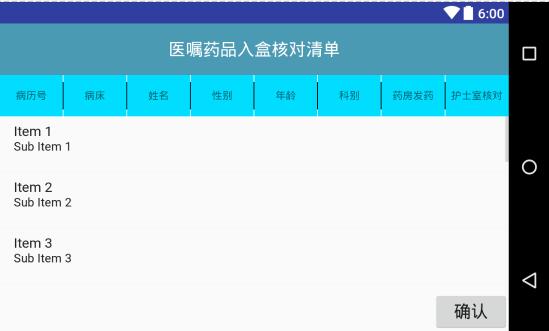 6:00
医嘱药品入盒核对清单
病历号 病床 姓名 性别 年龄 科别 药房发药 护士室核对
Item 1
Sub Item 1
Item 2
Sub Item 2
Item 3
Sub Item 3
确认